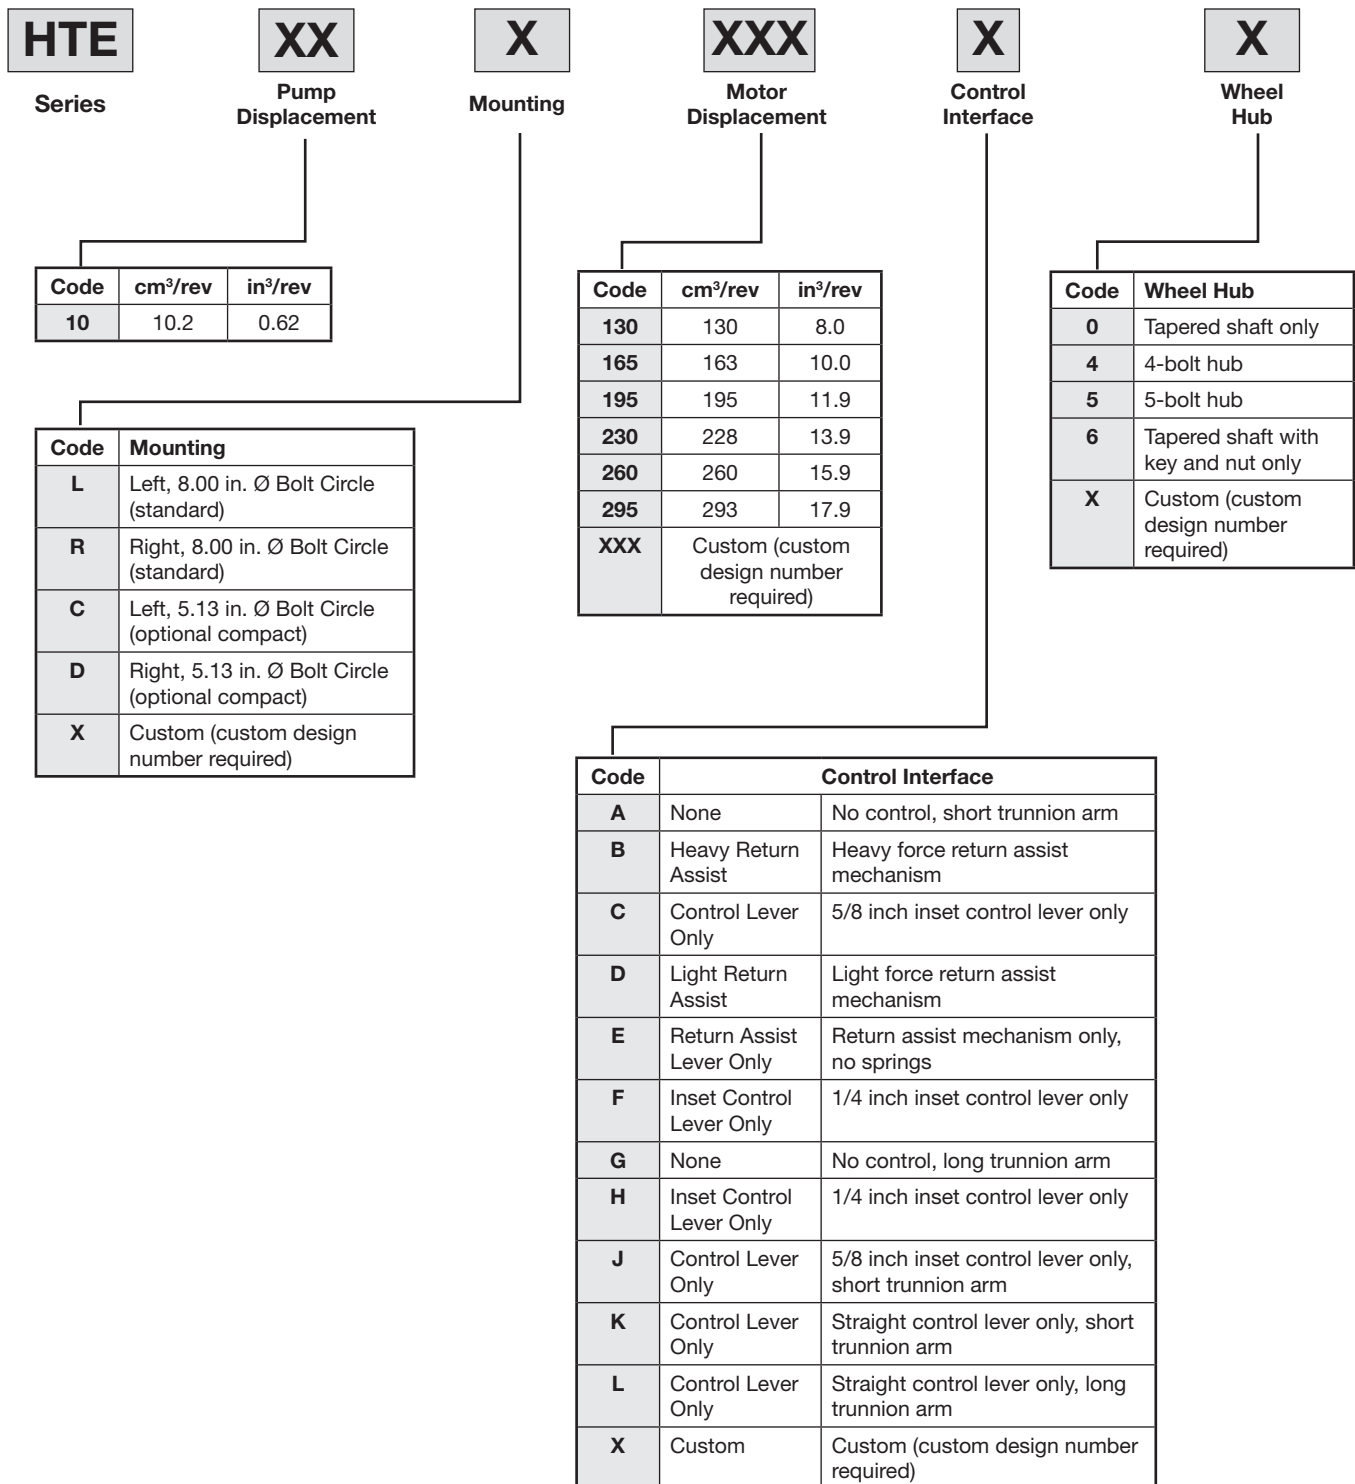 HTE XX X XXX X X
Series
Pump
Displacement
Mounting
Motor
Displacement
Control
Interface
Wheel
Hub
Code cm³/rev in³/rev
10 10.2 0.62
Code Mounting
L Left, 8.00 in. Ø Bolt Circle
(standard)
R Right, 8.00 in. Ø Bolt Circle
(standard)
C Left, 5.13 in. Ø Bolt Circle
(optional compact)
D Right, 5.13 in. Ø Bolt Circle
(optional compact)
X Custom (custom design
number required)
Code cm³/rev in³/rev
130 130 8.0
165 163 10.0
195 195 11.9
230 228 13.9
260 260 15.9
295 293 17.9
XXX Custom (custom
design number
required)
Code Wheel Hub
0 Tapered shaft only
4 4-bolt hub
5 5-bolt hub
6 Tapered shaft with
key and nut only
X Custom (custom
design number
required)
Code Control Interface
A None No control, short trunnion arm
B Heavy Return Heavy force return assist
Assist mechanism
C Control Lever 5/8 inch inset control lever only
Only
D Light Return Light force return assist
Assist mechanism
E Return Assist Return assist mechanism only,
Lever Only no springs
F Inset Control 1/4 inch inset control lever only
Lever Only
G None No control, long trunnion arm
H Inset Control 1/4 inch inset control lever only
Lever Only
J Control Lever 5/8 inch inset control lever only,
Only short trunnion arm
K Control Lever Straight control lever only, short
Only trunnion arm
L Control Lever Straight control lever only, long
Only trunnion arm
X Custom Custom (custom design number
required)